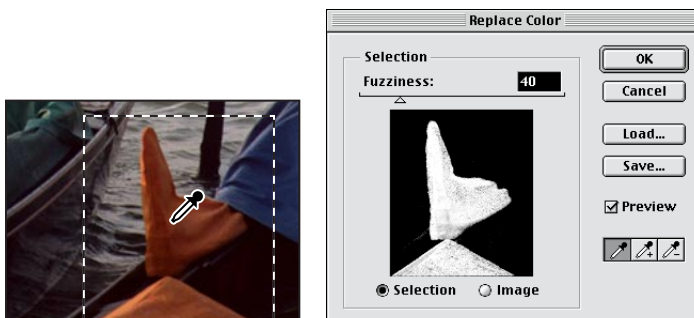 Replace Color
Selection
Fuzziness: 40
OK
Cancel
Load...
Save...
Preview
Selection Image